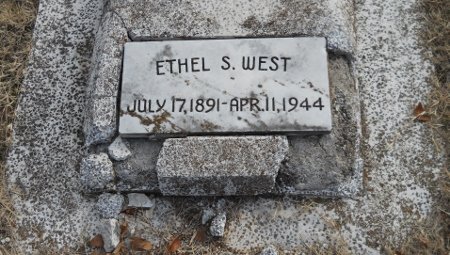 ETHEL S. WEST
JULY 17, 1891-APR. 11, 1944